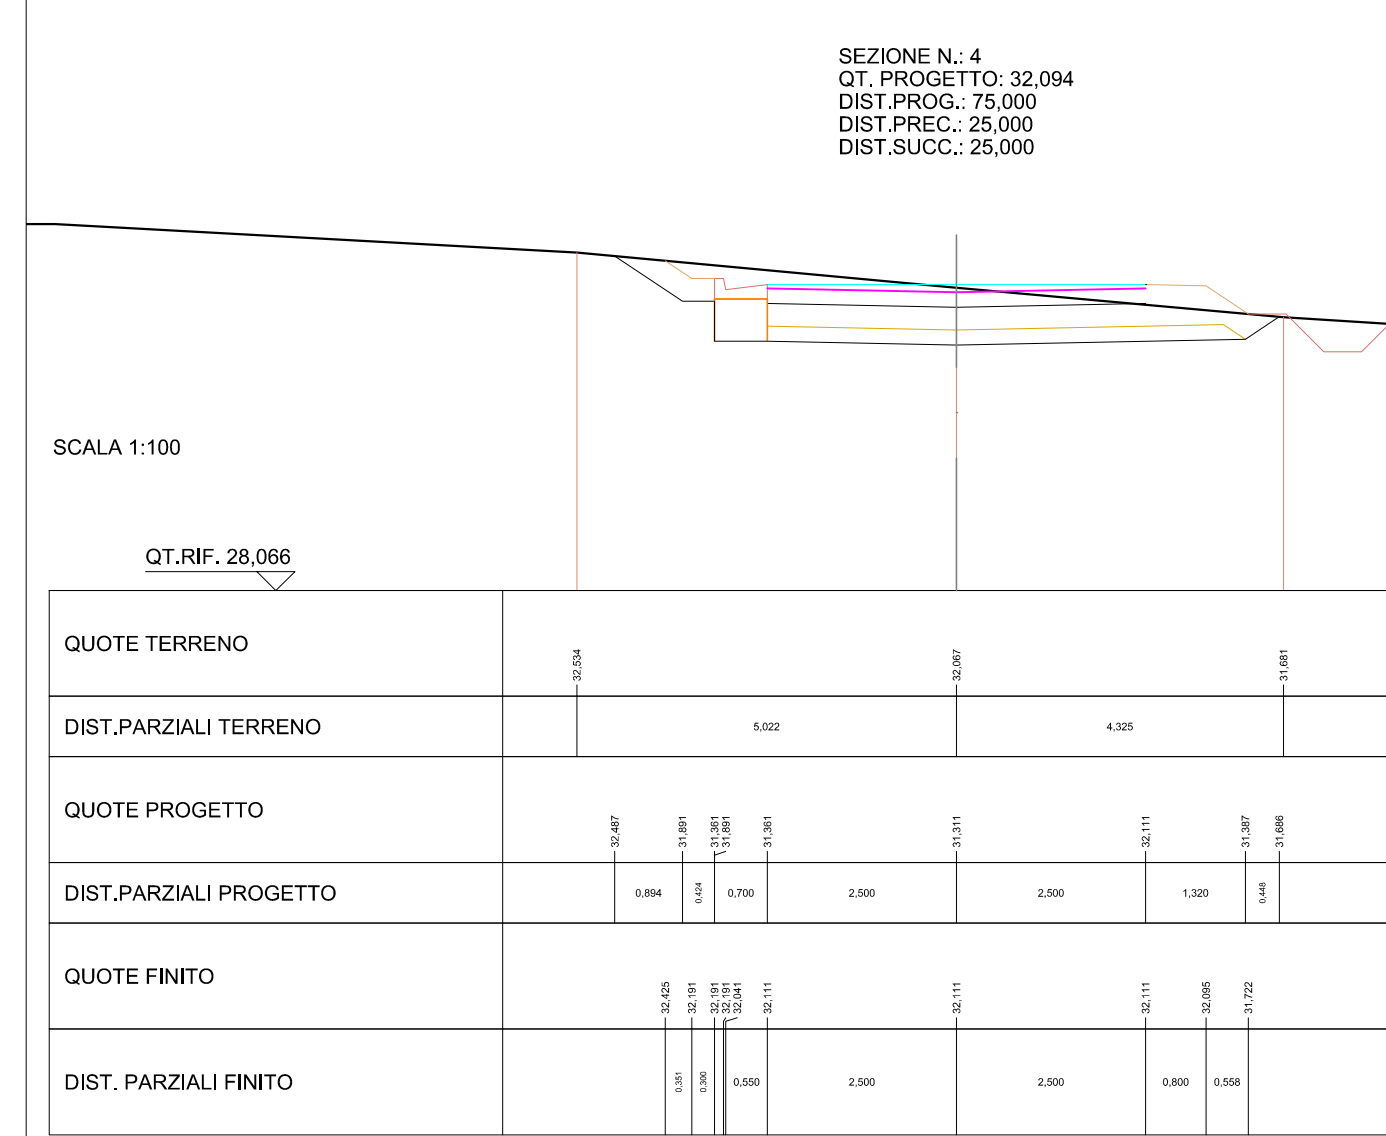 SEZIONE N.: 4
QT. PROGETTO: 32,094
DIST.PROG.: 75,000
DIST.PREC.: 25,000
DIST.SUCC.: 25,000
SCALA 1:100
QT.RIF. 28,066
QUOTE TERRENO
32,534 32,067 31,681
DIST.PARZIALI TERRENO
5,022 4,325
QUOTE PROGETTO
32,487 31,891 31,361 31,891 31,361 31,311 32,111 31,387 31,686
DIST.PARZIALI PROGETTO
0,894 0,424 0,700 2,500 2,500 1,320 0,448
QUOTE FINITO
32,425 32,191 32,191 32,191 32,041 32,111 32,111 32,111 32,095 31,722
DIST. PARZIALI FINITO
0,351 0,300 0,550 2,500 2,500 0,800 0,558